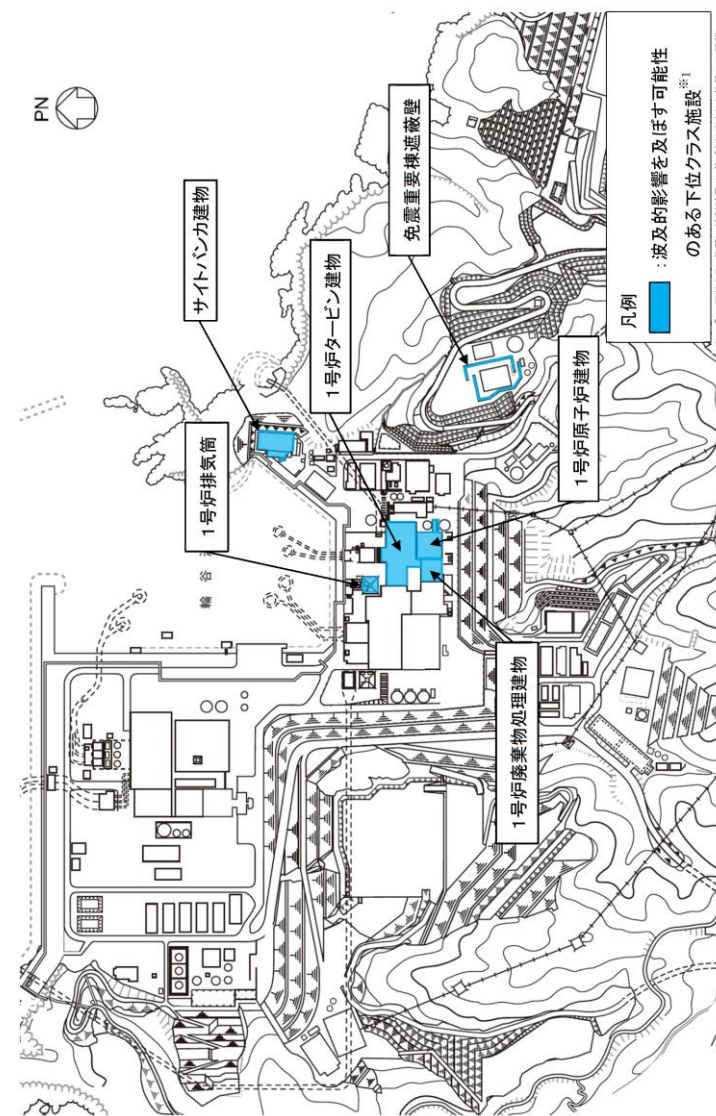 PN
サイトバンカ建物
1号炉排気筒
1号炉タービン建物
免震重要棟遮蔽壁
輪谷
1号炉原子炉建物
1号炉廃棄物処理建物
凡例
:波及的影響を及ぼす可能性
のある下位クラス施設※1